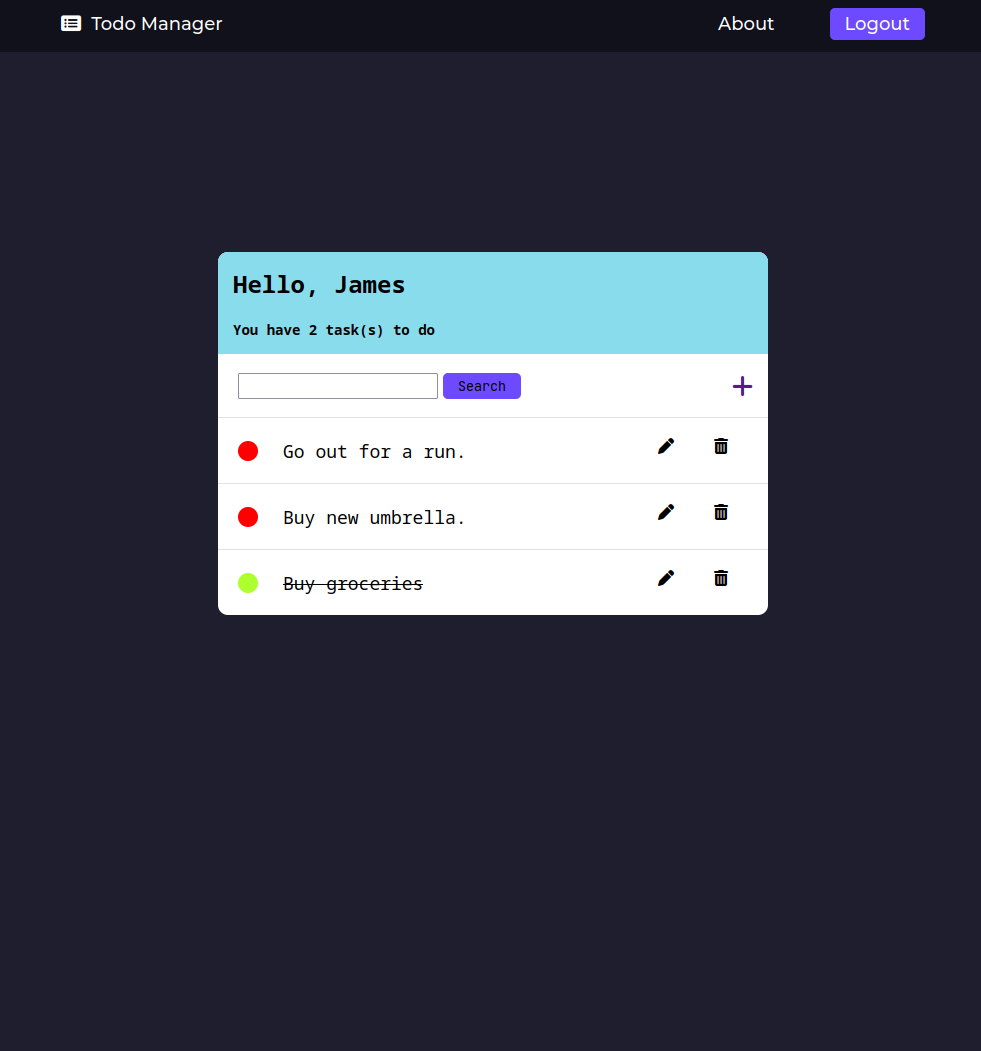 Todo Manager About Logout
Hello, James
You have 2 task(s) to do
Search
Go out for a run.
Buy new umbrella.
Buy groceries